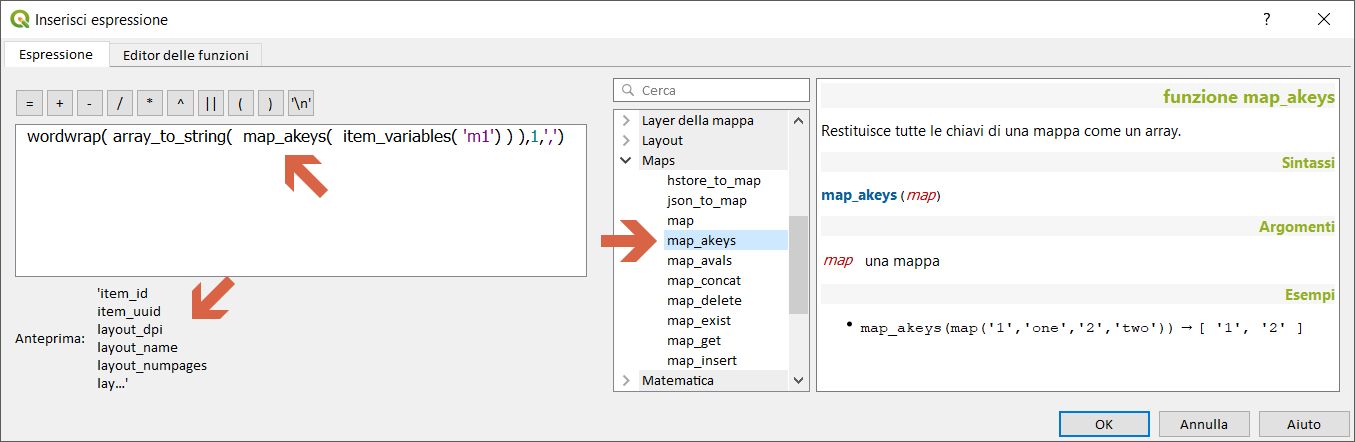 Inserisci espressione
?
Espressione
Editor delle funzioni
= + - / * ^ || ( ) '\n'
wordwrap( array_to_string( map_akeys( item_variables( 'm1') ) ),1,',')
Anteprima:
'item_id
item_uuid
layout_dpi
layout_name
layout_numpages
lay...'
Cerca
Layer della mappa
Layout
Maps
hstore_to_map
json_to_map
map
map_akeys
map_avals
map_concat
map_delete
map_exist
map_get
map_insert
Matematica
funzione map_akeys
Restituisce tutte le chiavi di una mappa come un array.
Sintassi
map_akeys (map)
Argomenti
map una mappa
Esempi
• map_akeys(map('1','one','2','two')) → [ '1', '2' ]
OK
Annulla
Aiuto